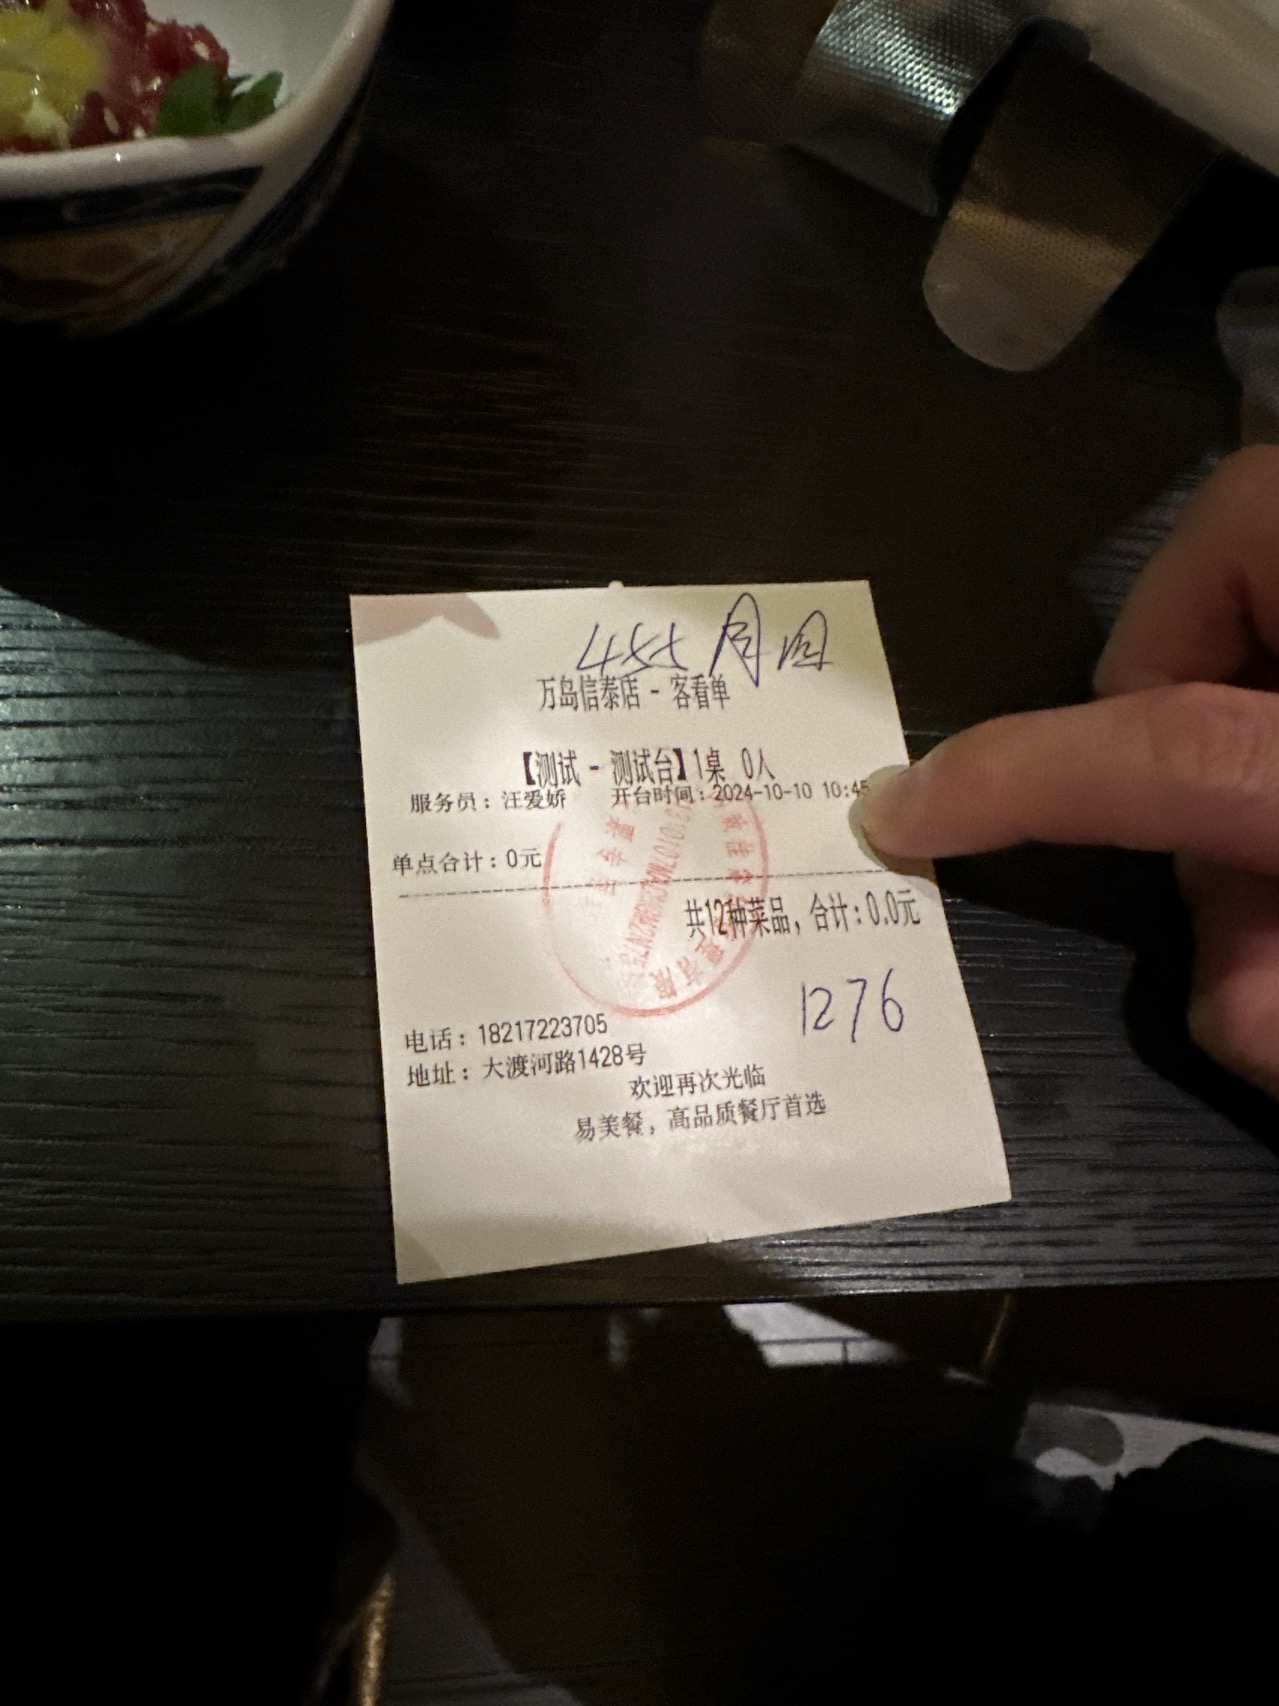 455 月圆
万岛信泰店 - 客看单
【测试 - 测试台】1桌 0人
服务员：汪爱娇 开台时间：2024-10-10 10:45
单点合计：0元
共12种菜品，合计：0.0元
1276
电话：18217223705
地址：大渡河路1428号
欢迎再次光临
易美餐，高品质餐厅首选